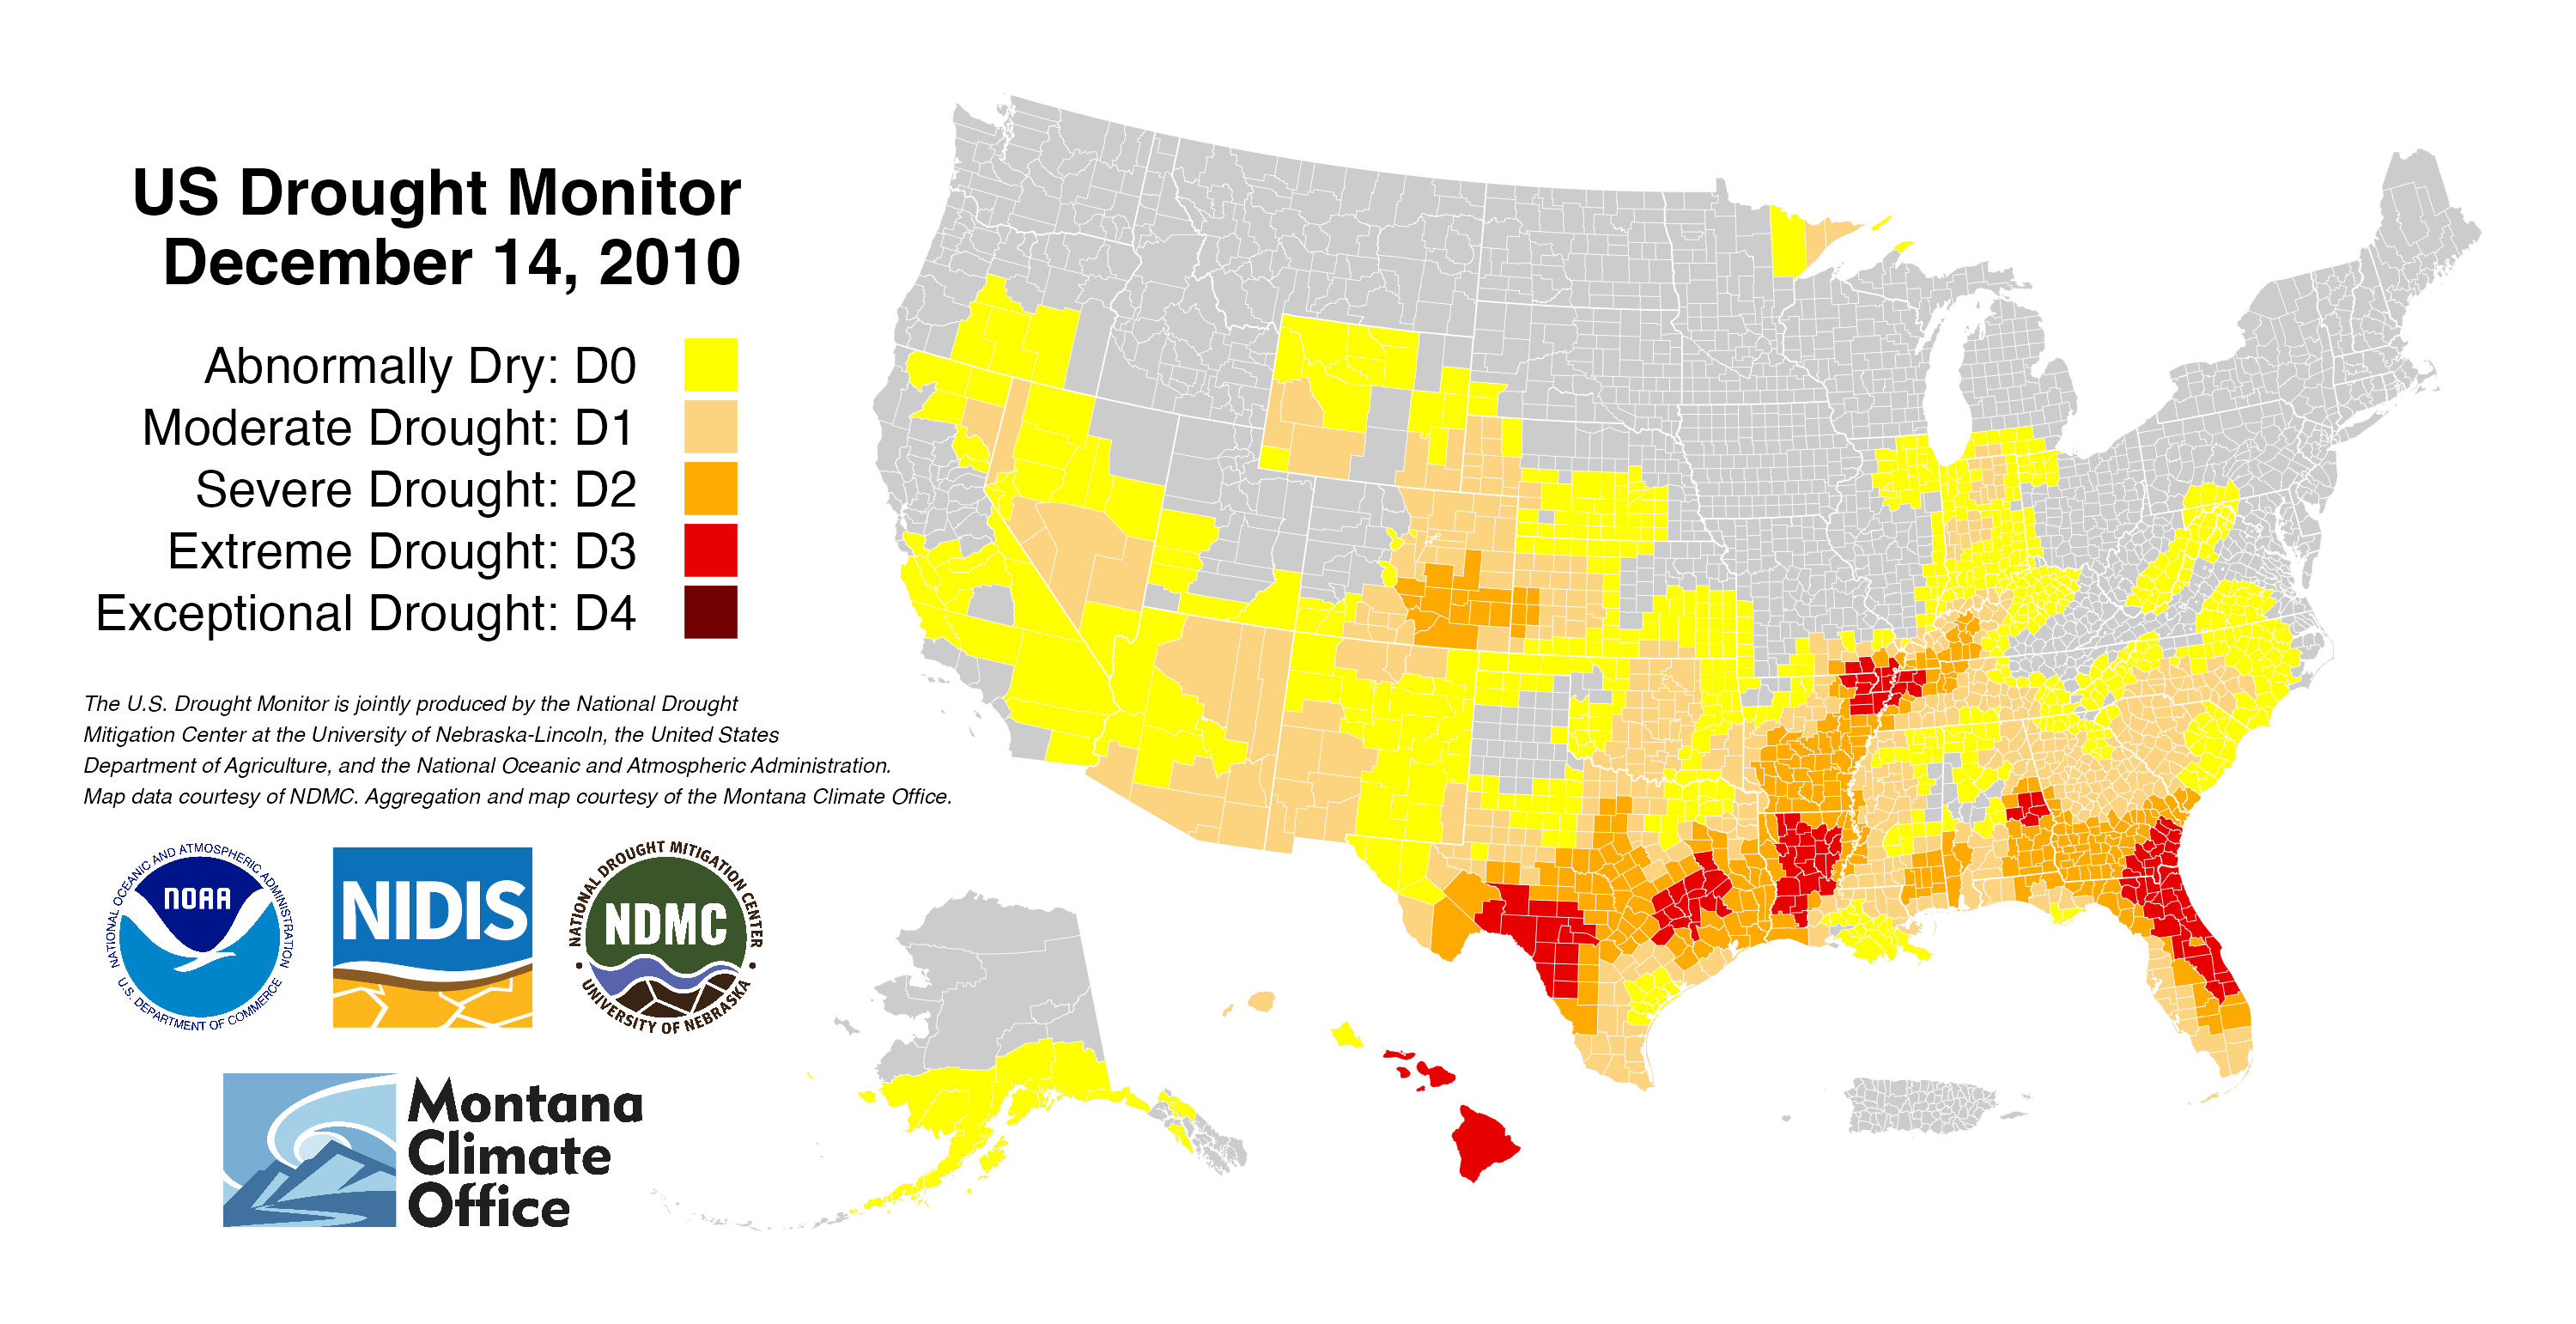 US Drought Monitor
December 14, 2010
Abnormally Dry: D0
Moderate Drought: D1
Severe Drought: D2
Extreme Drought: D3
Exceptional Drought: D4
The U.S. Drought Monitor is jointly produced by the National Drought
Mitigation Center at the University of Nebraska-Lincoln, the United States
Department of Agriculture, and the National Oceanic and Atmospheric Administration.
Map data courtesy of NDMC. Aggregation and map courtesy of the Montana Climate Office.
NATIONAL OCEANIC AND ATMOSPHERIC ADMINISTRATION
NOAA
U.S. DEPARTMENT OF COMMERCE
NIDIS
NATIONAL DROUGHT MITIGATION CENTER
NDMC
UNIVERSITY OF NEBRASKA
Montana
Climate
Office